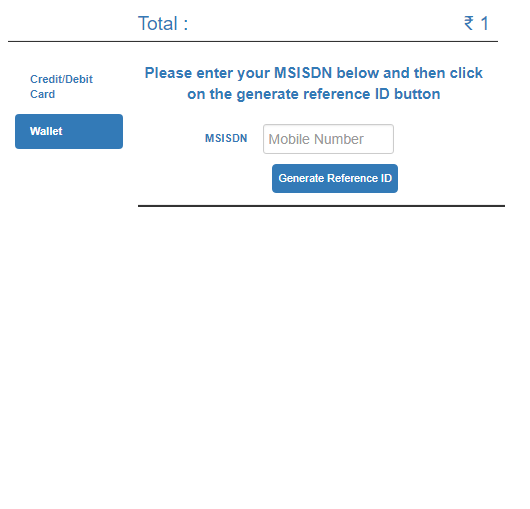 Total : ₹ 1
Credit/Debit
Card
Wallet
Please enter your MSISDN below and then click
on the generate reference ID button
MSISDN Mobile Number
Generate Reference ID